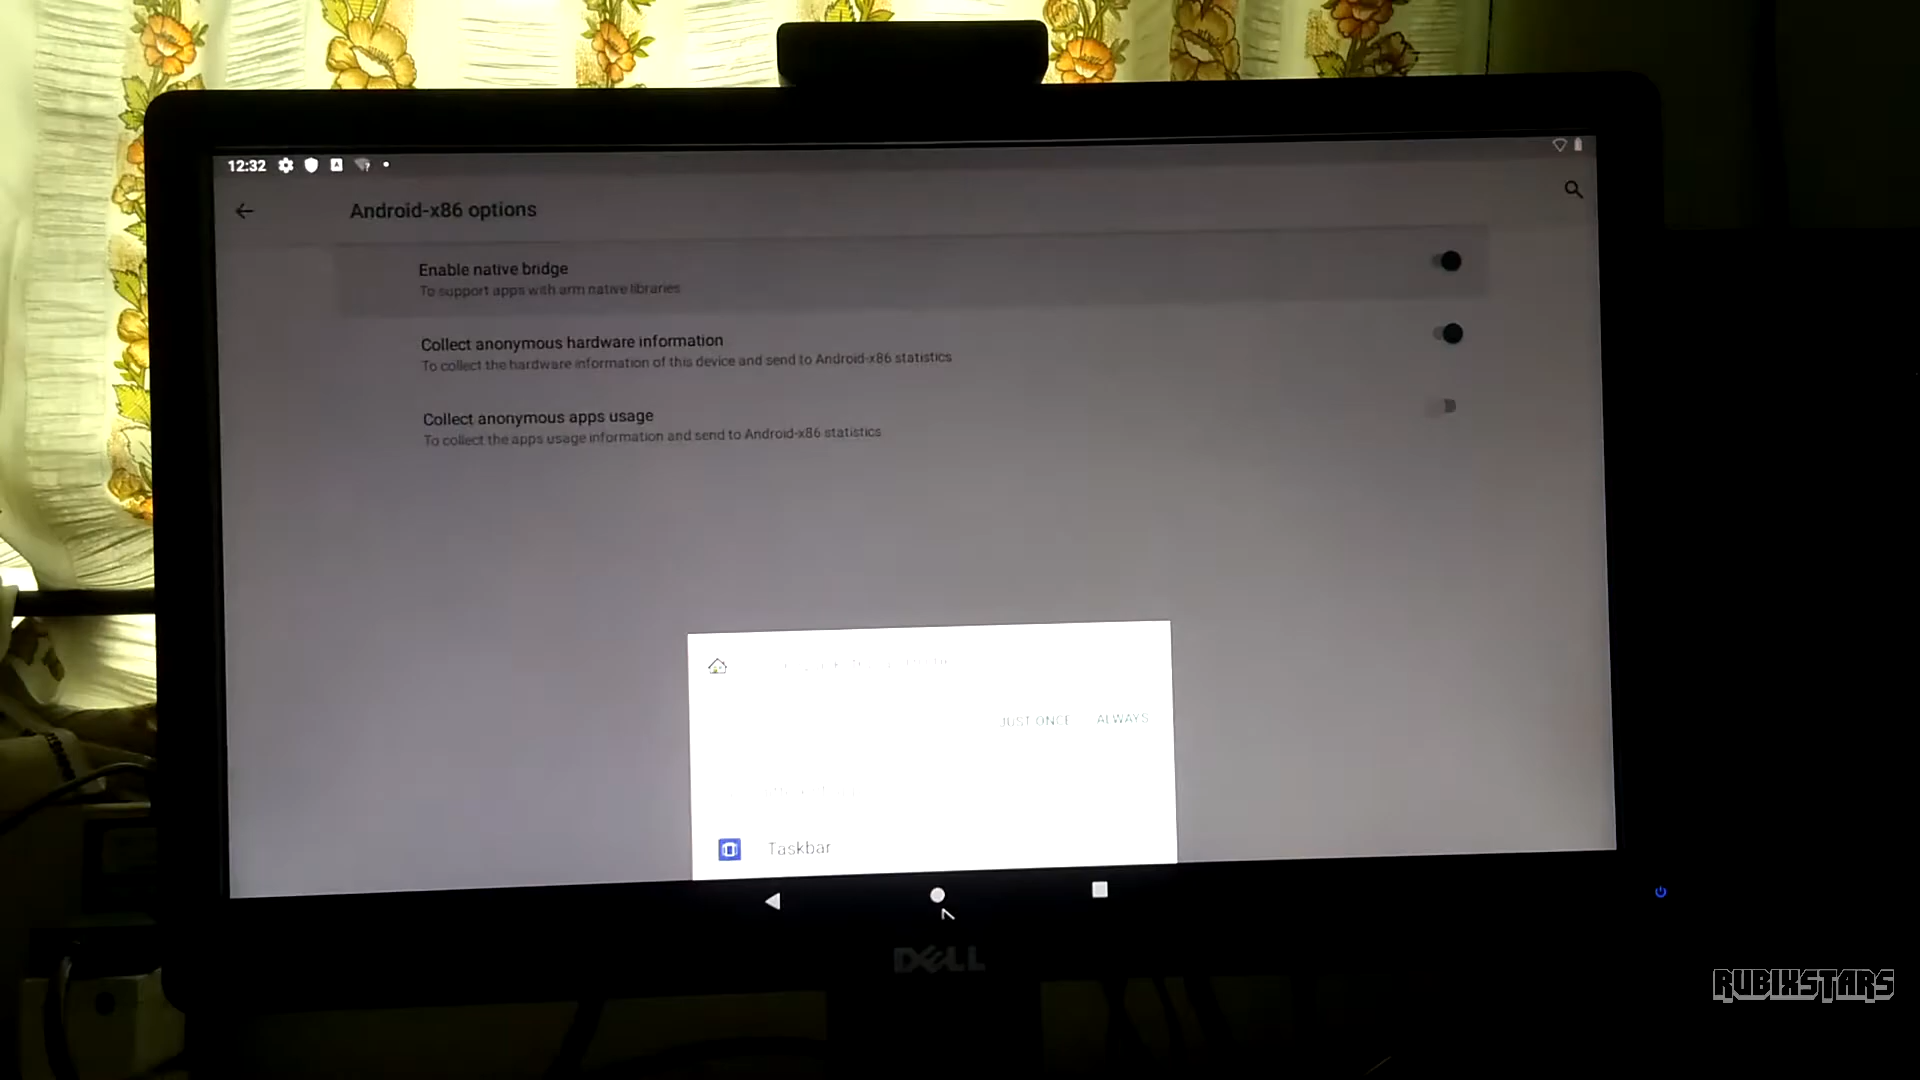 12:32
Android-x86 options
Enable native bridge
To support apps with arm native libraries
Collect anonymous hardware information
To collect the hardware information of this device and send to Android-x86 statistics
Collect anonymous apps usage
To collect the apps usage information and send to Android-x86 statistics
JUST ONCE ALWAYS
Taskbar
DELL
RUBIXSTARS